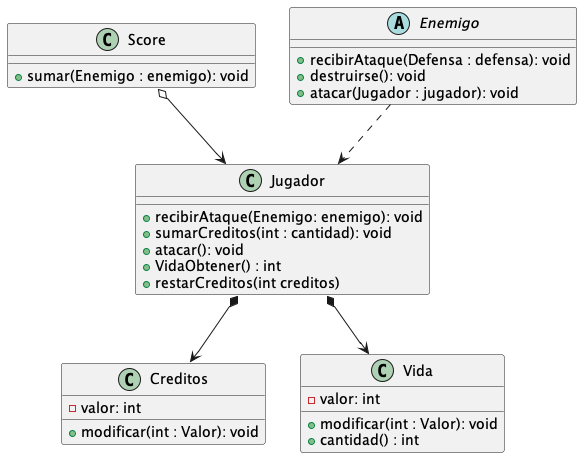 Score
sumar(Enemigo : enemigo): void
Enemigo
recibirAtaque(Defensa : defensa): void
destruirse(): void
atacar(Jugador : jugador): void
Jugador
recibirAtaque(Enemigo: enemigo): void
sumarCreditos(int : cantidad): void
atacar(): void
VidaObtener() : int
restarCreditos(int creditos)
Creditos
valor: int
modificar(int : Valor): void
Vida
valor: int
modificar(int : Valor): void
cantidad() : int